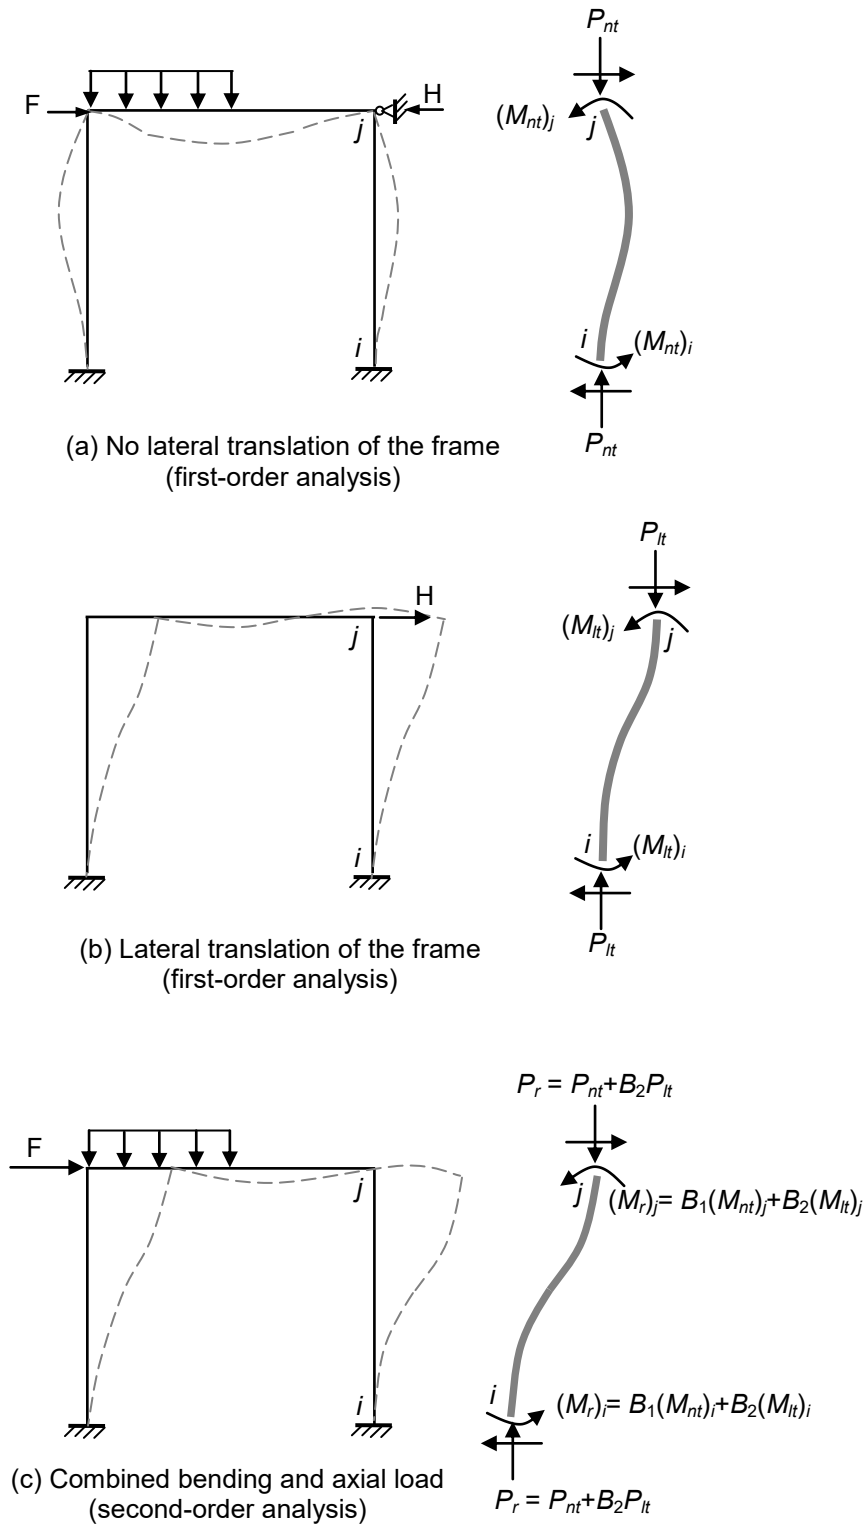 P_nt
F
H
j
(M_nt)_j
j
i
i
(M_nt)_i
P_nt
(a) No lateral translation of the frame
(first-order analysis)
P_lt
H
j
(M_lt)_j
j
i
i
(M_lt)_i
P_lt
(b) Lateral translation of the frame
(first-order analysis)
P_r = P_nt+B_2P_lt
F
j
j
(M_r)_j= B_1(M_nt)_j+B_2(M_lt)_j
i
i
(M_r)_i= B_1(M_nt)_i+B_2(M_lt)_i
(c) Combined bending and axial load
(second-order analysis)
P_r = P_nt+B_2P_lt